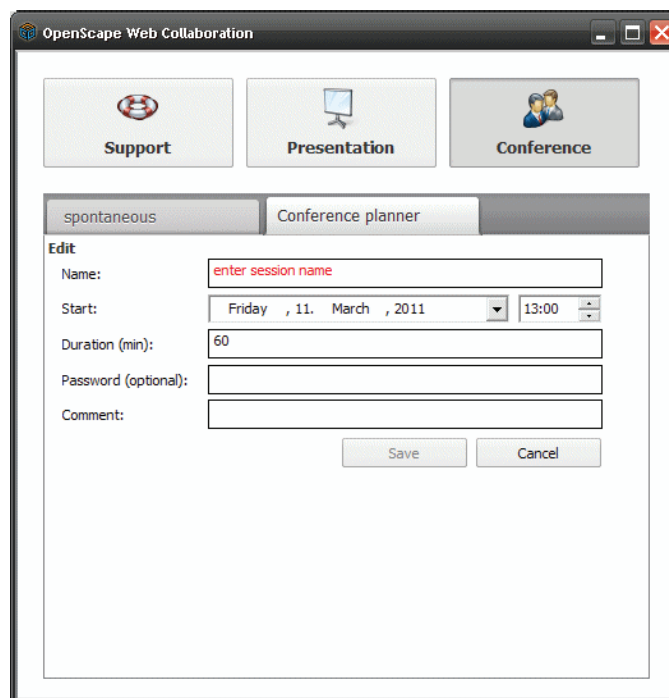 OpenScape Web Collaboration
Support Presentation Conference
spontaneous Conference planner
Edit
Name: enter session name
Start: Friday , 11. March , 2011 13:00
Duration (min): 60
Password (optional):
Comment:
Save Cancel